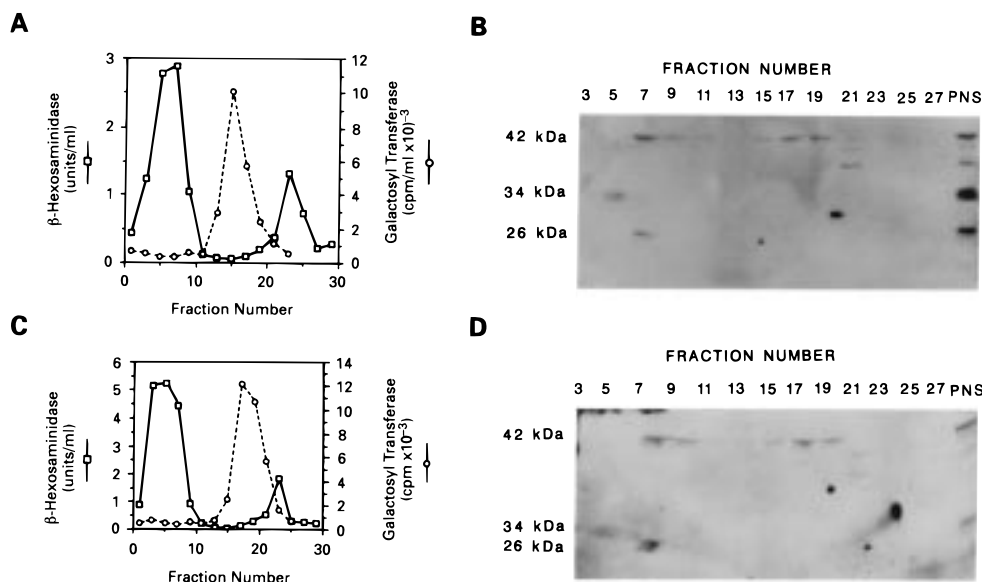 A
3
2
1
0
β-Hexosaminidase
(units/ml)
12
10
8
6
4
2
0
Galactosyl Transferase
(cpm/ml x10)⁻³
0 10 20 30
Fraction Number
B
FRACTION NUMBER
3 5 7 9 11 13 15 17 19 21 23 25 27 PNS
42 kDa
34 kDa
26 kDa
C
6
5
4
3
2
1
0
β-Hexosaminidase
(units/ml)
14
12
10
8
6
4
2
0
Galactosyl Transferase
(cpm x10⁻³)
0 10 20 30
Fraction Number
D
FRACTION NUMBER
3 5 7 9 11 13 15 17 19 21 23 25 27 PNS
42 kDa
34 kDa
26 kDa